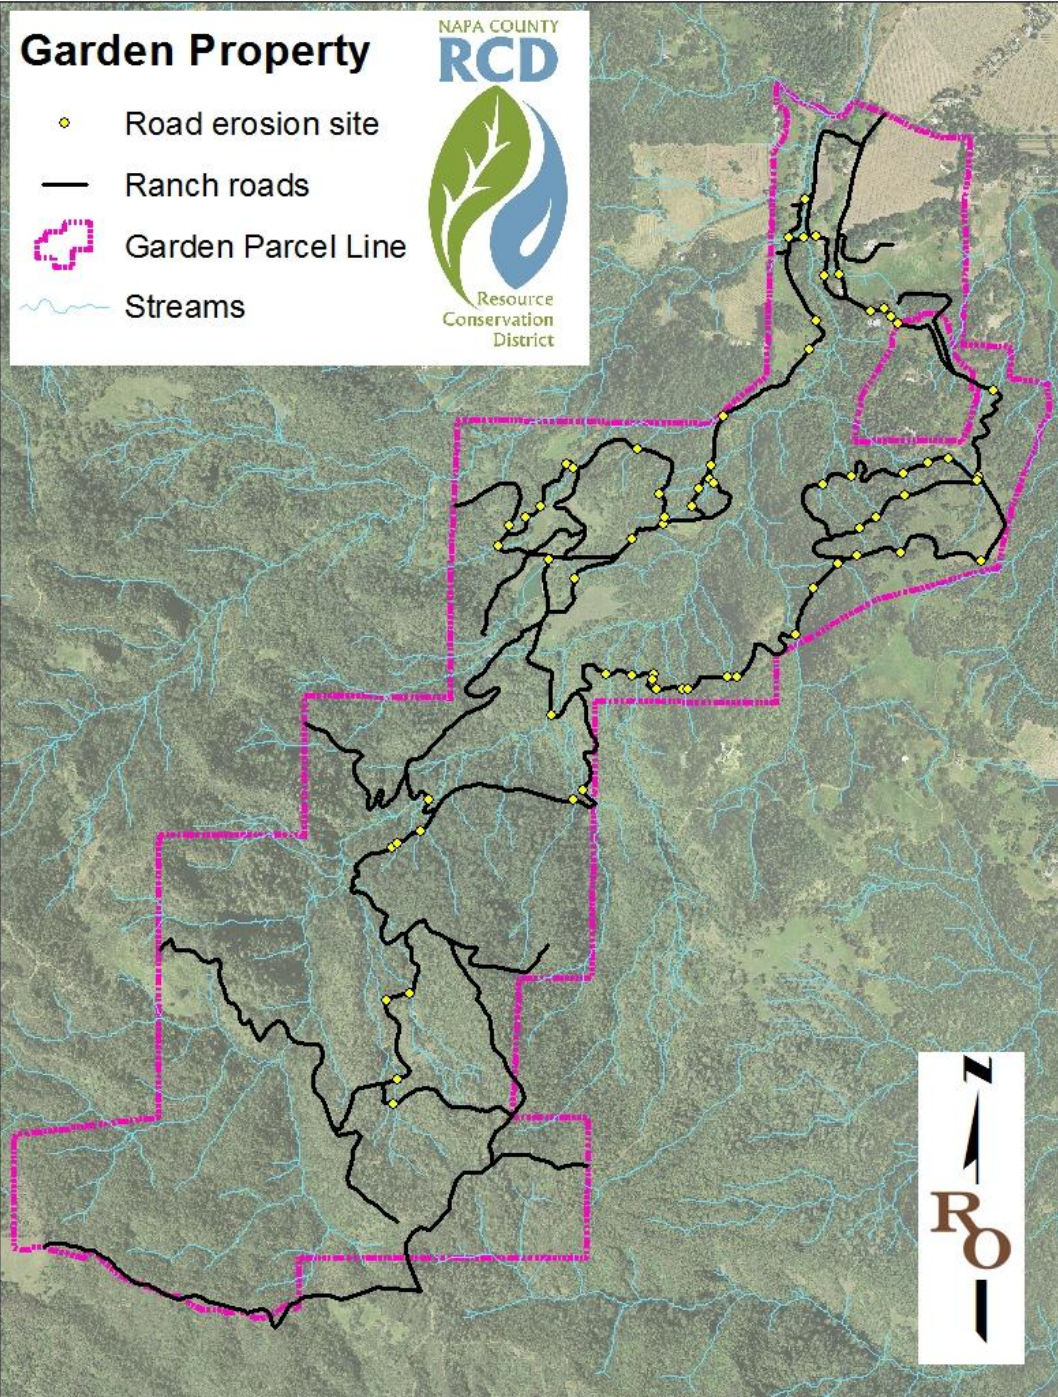 Garden Property
Road erosion site
Ranch roads
Garden Parcel Line
Streams
NAPA COUNTY
RCD
Resource
Conservation
District
N
RO